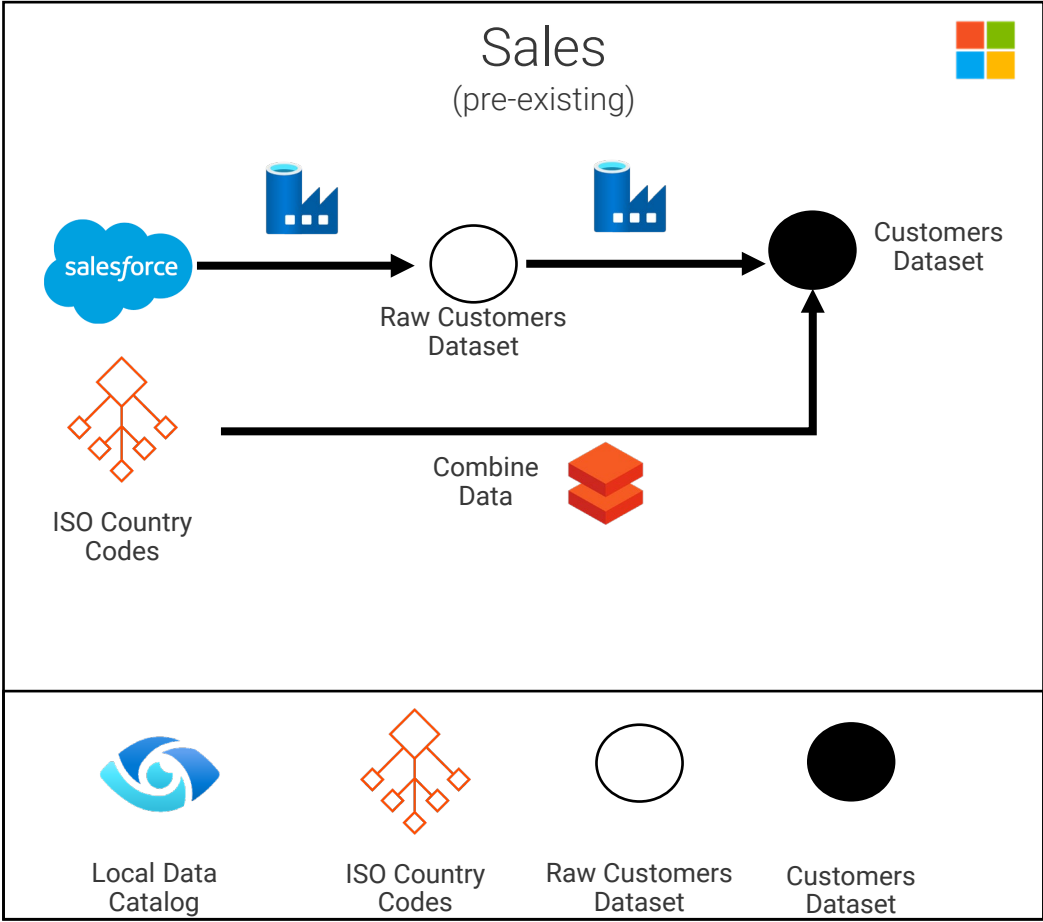 Sales
(pre-existing)
salesforce
Customers
Dataset
Raw Customers
Dataset
Combine
Data
ISO Country
Codes
Local Data
Catalog
ISO Country
Codes
Raw Customers
Dataset
Customers
Dataset